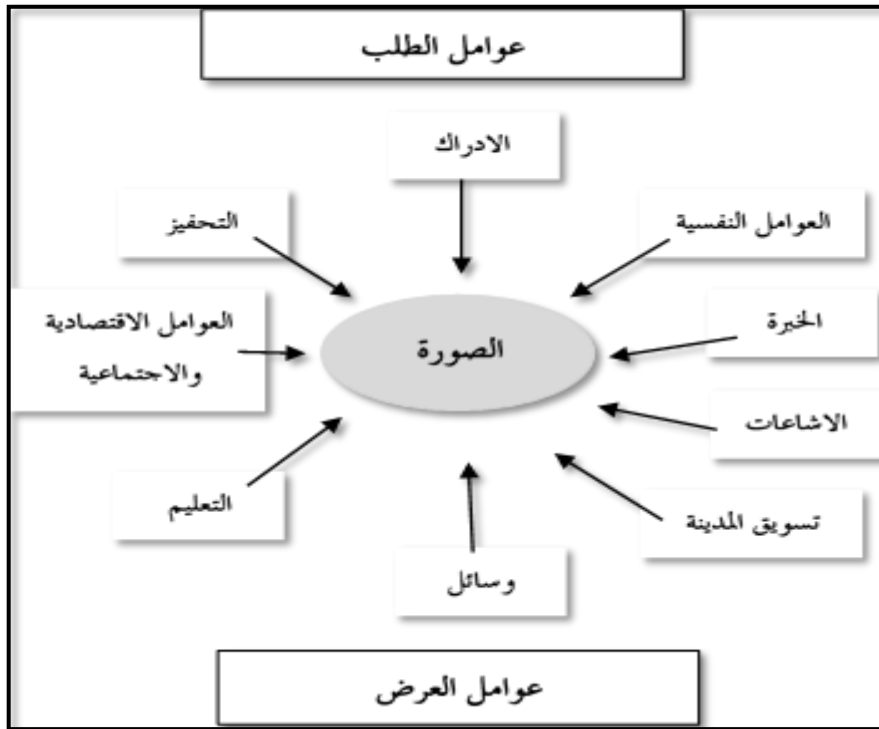 عوامل الطلب
الادراك
العوامل النفسية
التحفيز
الخبرة
العوامل الاقتصادية
والاجتماعية
الصورة
الاشاعات
تسويق المدينة
التعليم
وسائل
عوامل العرض